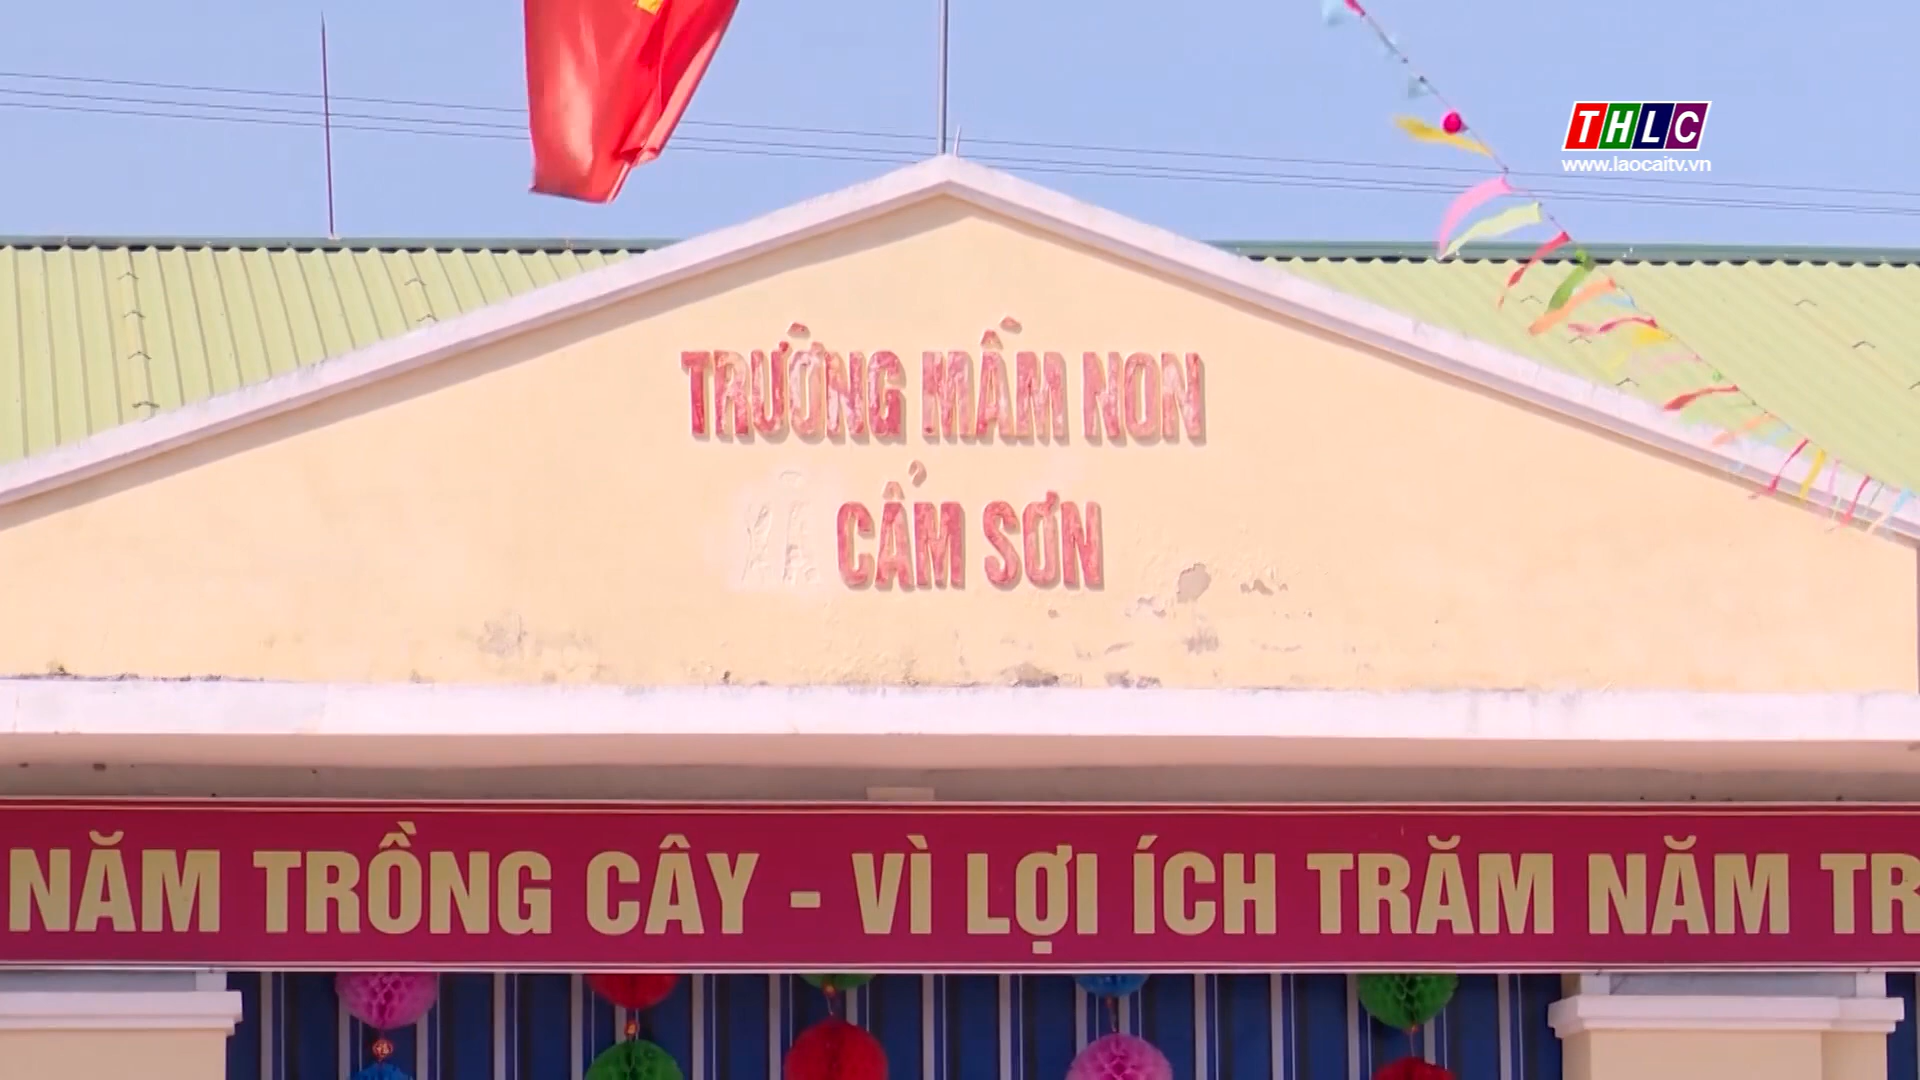 THLC
www.laocaitv.vn
TRƯỜNG MẦM NON
CẨM SƠN
NĂM TRỒNG CÂY - VÌ LỢI ÍCH TRĂM NĂM TR